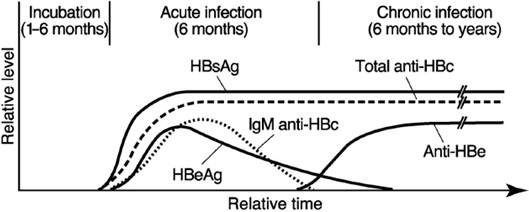 Incubation
(1–6 months)
Acute infection
(6 months)
Chronic infection
(6 months to years)
HBsAg
Total anti-HBc
IgM anti-HBc
Anti-HBe
HBeAg
Relative level
Relative time